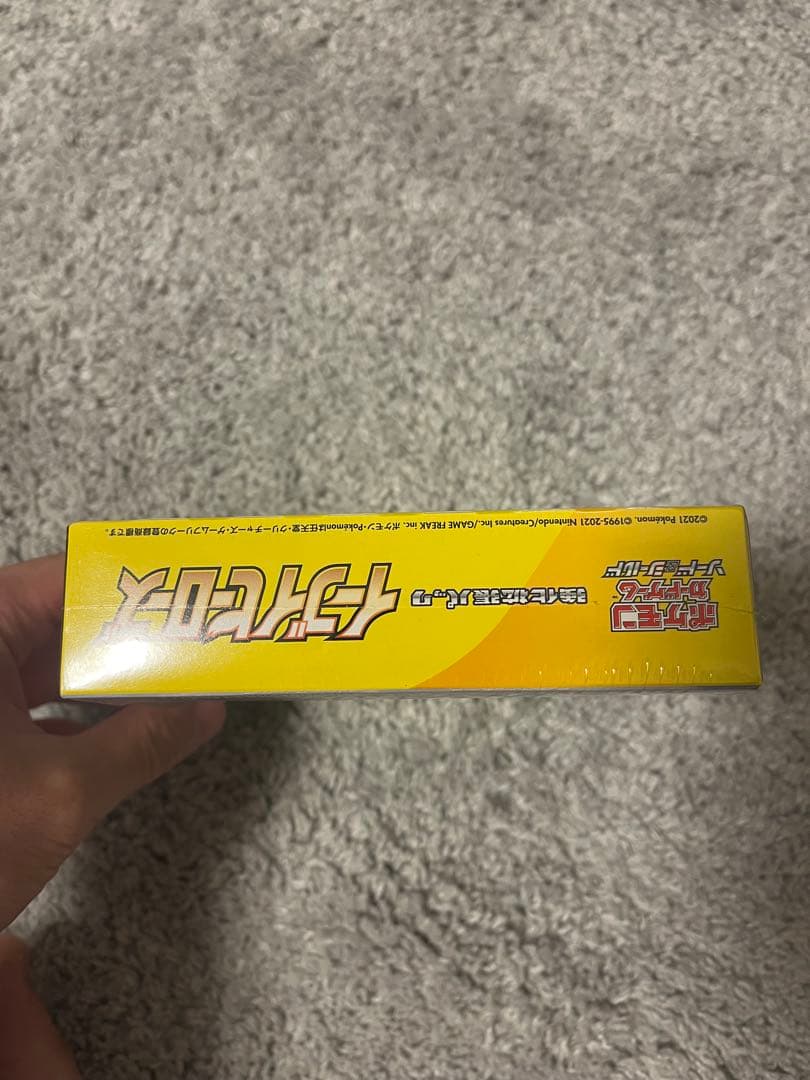 ポケモン
カードゲーム
ソード&シールド
強化拡張パック
イーブイヒーローズ
©2021 Pokémon. ©1995-2021 Nintendo/Creatures Inc./GAME FREAK inc. ポケモン・Pokémonは任天堂・クリーチャーズ・ゲームフリークの登録商標です。